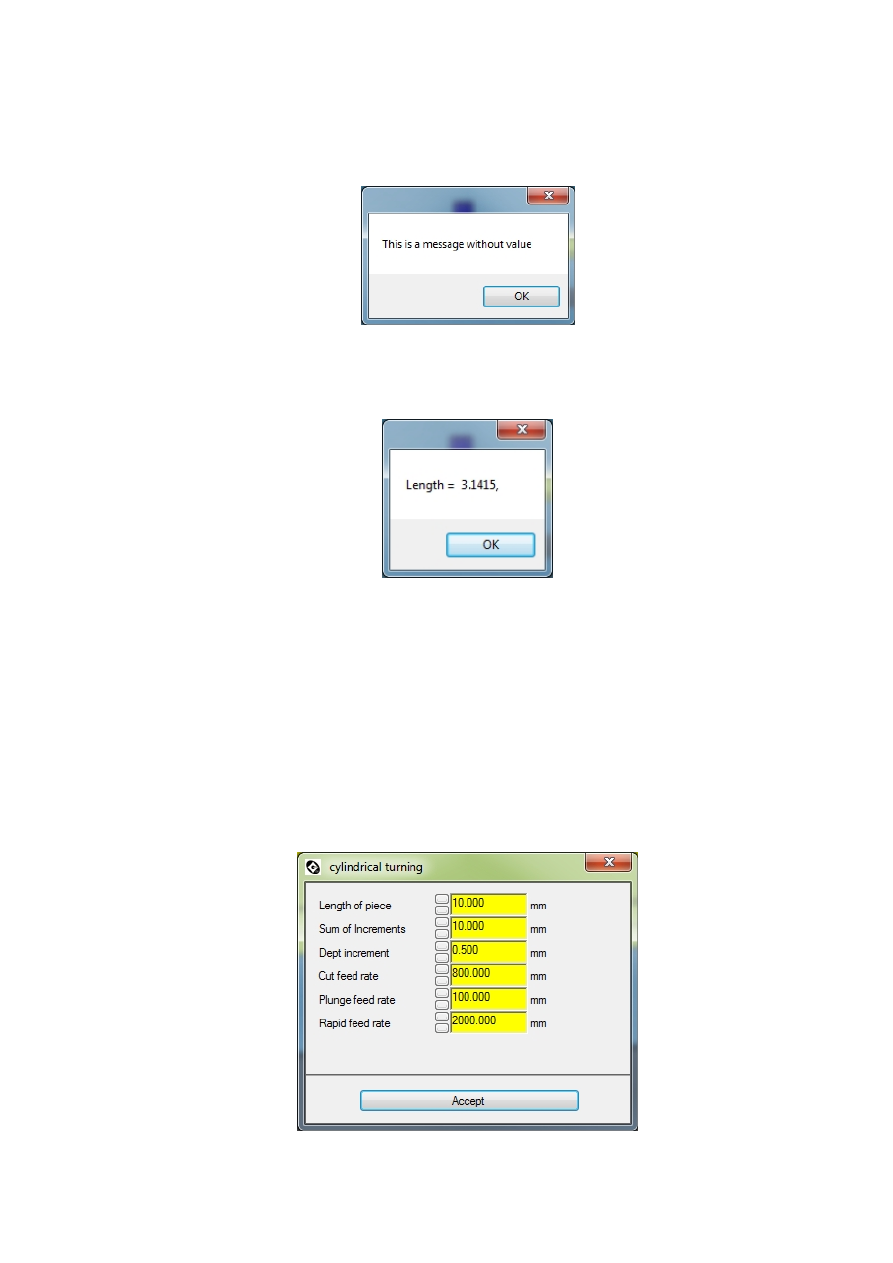 This is a message without value
OK
Length =  3.1415,
OK
cylindrical turning
Length of piece 10.000 mm
Sum of Increments 10.000 mm
Dept increment 0.500 mm
Cut feed rate 800.000 mm
Plunge feed rate 100.000 mm
Rapid feed rate 2000.000 mm
Accept